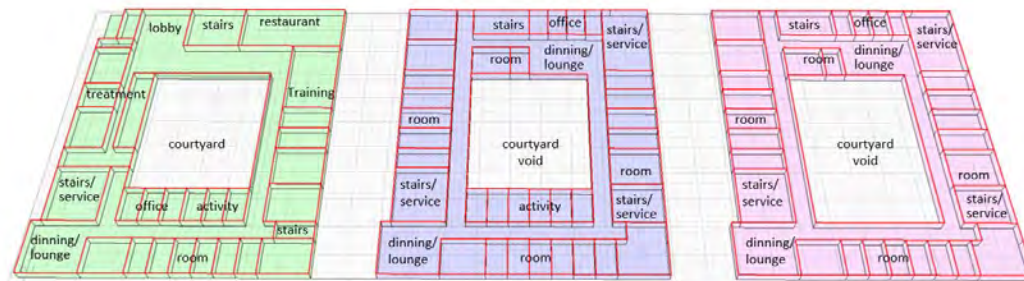 lobby
stairs
restaurant
treatment
Training
courtyard
stairs/
service
office
activity
stairs
dinning/
lounge
room
stairs
office
stairs/
service
room
dinning/
lounge
room
courtyard
void
room
stairs/
service
activity
stairs/
service
dinning/
lounge
room
stairs
office
stairs/
service
room
dinning/
lounge
room
courtyard
void
room
stairs/
service
stairs/
service
dinning/
lounge
room